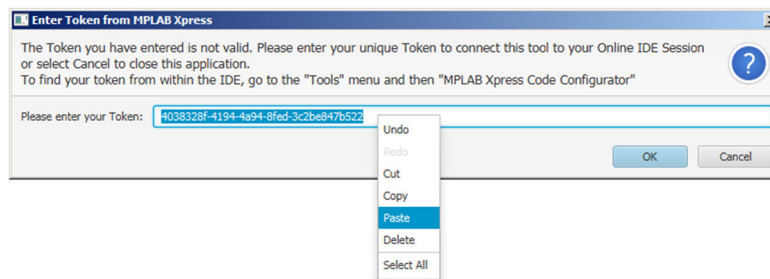 Enter Token from MPLAB Xpress
The Token you have entered is not valid. Please enter your unique Token to connect this tool to your Online IDE Session
or select Cancel to close this application.
To find your token from within the IDE, go to the "Tools" menu and then "MPLAB Xpress Code Configurator"
Please enter your Token: 4038328f-4194-4a94-8fed-3c2be847b522
Undo
Redo
Cut
Copy
Paste
Delete
Select All
OK Cancel